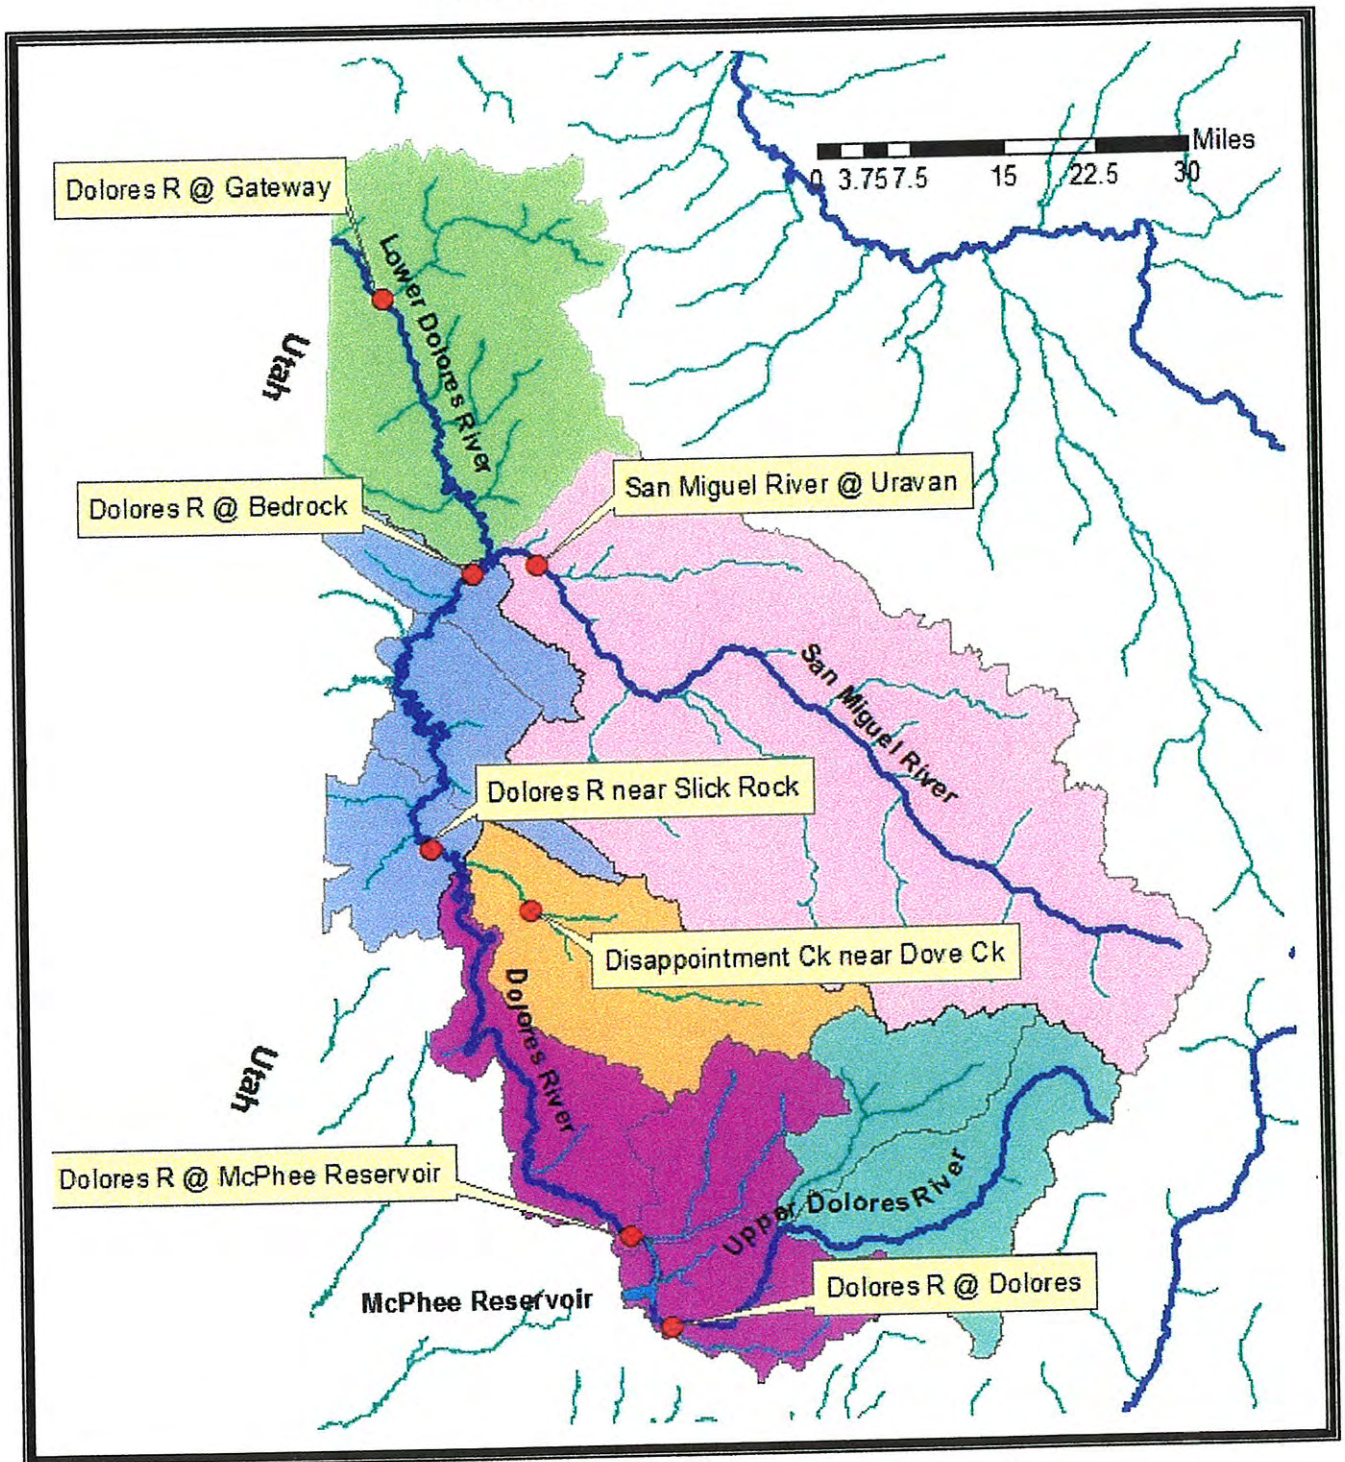 Miles
0 3.75 7.5 15 22.5 30
Dolores R @ Gateway
Lower Dolores River
Utah
San Miguel River @ Uravan
Dolores R @ Bedrock
San Miguel River
Dolores R near Slick Rock
Disappointment Ck near Dove Ck
Dolores River
Utah
Dolores R @ McPhee Reservoir
Upper Dolores River
Dolores R @ Dolores
McPhee Reservoir